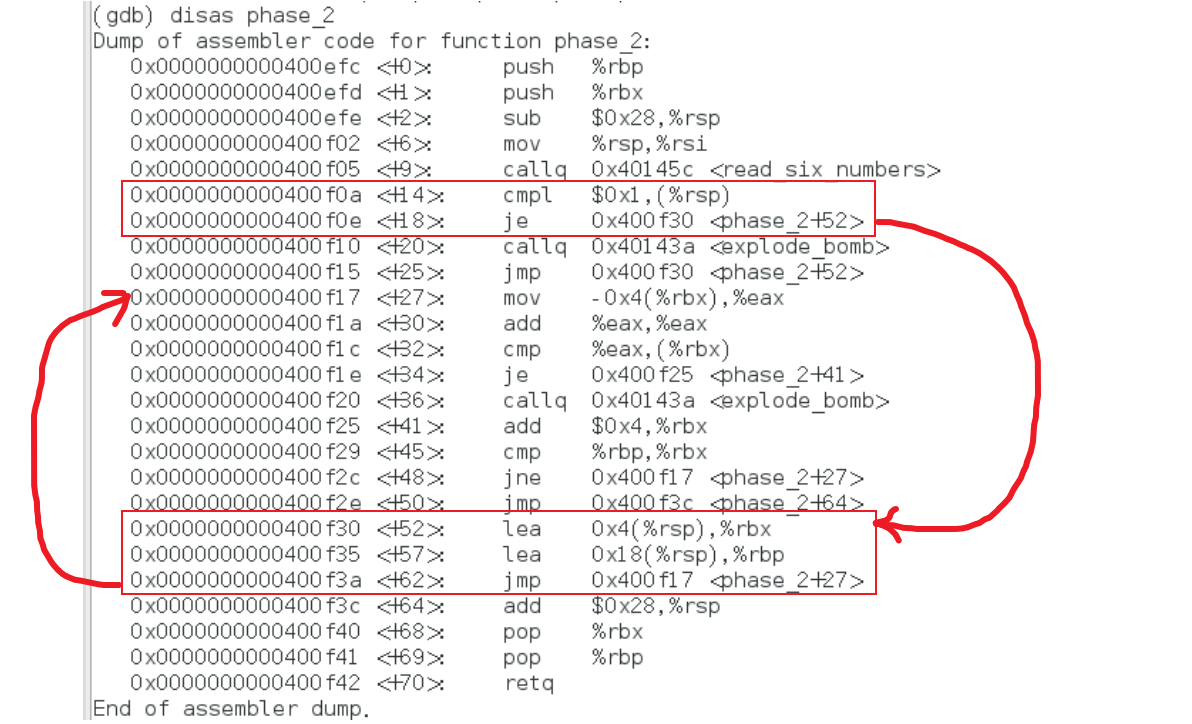 (gdb) disas phase_2
Dump of assembler code for function phase_2:
0x0000000000400efc <+0>: push %rbp
0x0000000000400efd <+1>: push %rbx
0x0000000000400efe <+2>: sub $0x28,%rsp
0x0000000000400f02 <+6>: mov %rsp,%rsi
0x0000000000400f05 <+9>: callq 0x40145c <read_six_numbers>
0x0000000000400f0a <+14>: cmpl $0x1,(%rsp)
0x0000000000400f0e <+18>: je 0x400f30 <phase_2+52>
0x0000000000400f10 <+20>: callq 0x40143a <explode_bomb>
0x0000000000400f15 <+25>: jmp 0x400f30 <phase_2+52>
0x0000000000400f17 <+27>: mov -0x4(%rbx),%eax
0x0000000000400f1a <+30>: add %eax,%eax
0x0000000000400f1c <+32>: cmp %eax,(%rbx)
0x0000000000400f1e <+34>: je 0x400f25 <phase_2+41>
0x0000000000400f20 <+36>: callq 0x40143a <explode_bomb>
0x0000000000400f25 <+41>: add $0x4,%rbx
0x0000000000400f29 <+45>: cmp %rbp,%rbx
0x0000000000400f2c <+48>: jne 0x400f17 <phase_2+27>
0x0000000000400f2e <+50>: jmp 0x400f3c <phase_2+64>
0x0000000000400f30 <+52>: lea 0x4(%rsp),%rbx
0x0000000000400f35 <+57>: lea 0x18(%rsp),%rbp
0x0000000000400f3a <+62>: jmp 0x400f17 <phase_2+27>
0x0000000000400f3c <+64>: add $0x28,%rsp
0x0000000000400f40 <+68>: pop %rbx
0x0000000000400f41 <+69>: pop %rbp
0x0000000000400f42 <+70>: retq
End of assembler dump.